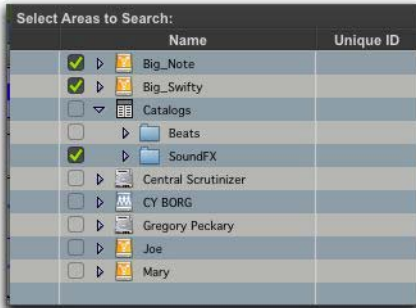 Select Areas to Search:
Name Unique ID
Big_Note
Big_Swifty
Catalogs
Beats
SoundFX
Central Scrutinizer
CY BORG
Gregory Peckary
Joe
Mary